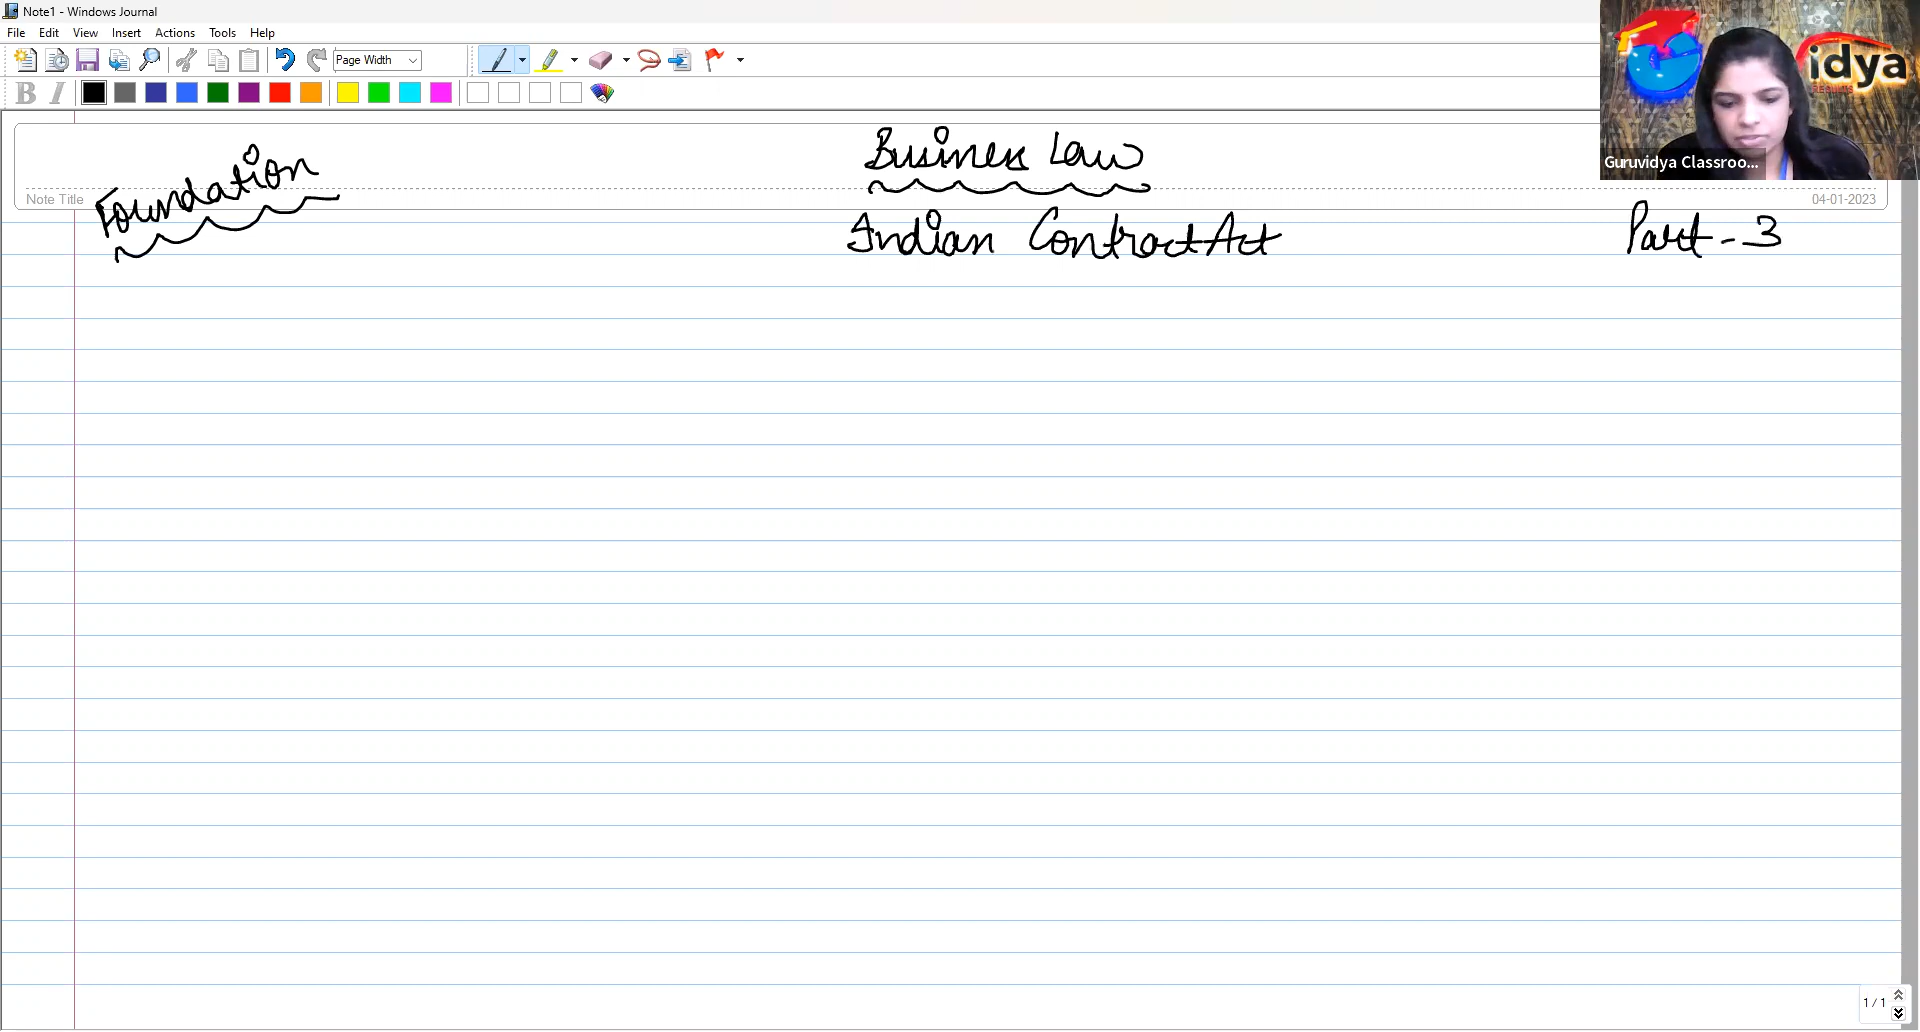 Note1 - Windows Journal
File Edit View Insert Actions Tools Help
Page Width
B I
idya
Guruvidya Classroo...
Foundation
Business Law
Note Title
04-01-2023
Indian Contract Act
Part - 3
1 / 1